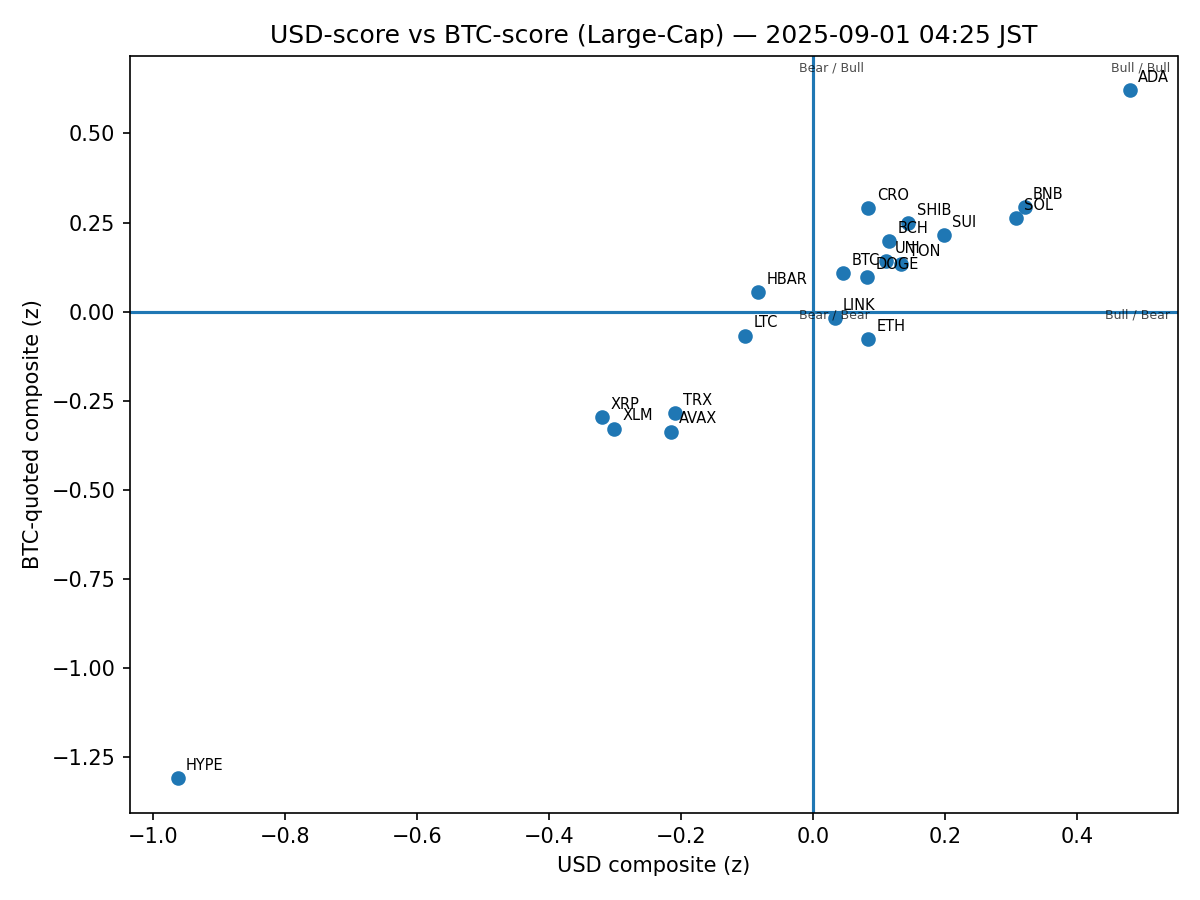 USD-score vs BTC-score (Large-Cap) — 2025-09-01 04:25 JST
Bear / Bull
Bull / Bull
ADA
0.50
CRO
BNB
SOL
SHIB
0.25
SUI
BCH
UNI
TON
BTC
DOGE
HBAR
LINK
0.00
Bear / Bear
Bull / Bear
LTC
ETH
−0.25
XRP
TRX
XLM
AVAX
−0.50
−0.75
−1.00
−1.25
HYPE
BTC-quoted composite (z)
−1.0
−0.8
−0.6
−0.4
−0.2
0.0
0.2
0.4
USD composite (z)